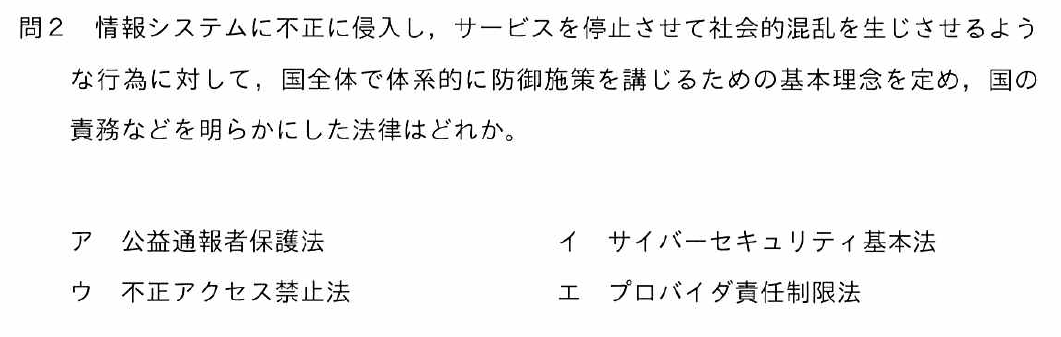 問2 情報システムに不正に侵入し，サービスを停止させて社会的混乱を生じさせるよう
な行為に対して，国全体で体系的に防御施策を講じるための基本理念を定め，国の
責務などを明らかにした法律はどれか。
ア 公益通報者保護法 イ サイバーセキュリティ基本法
ウ 不正アクセス禁止法 エ プロバイダ責任制限法